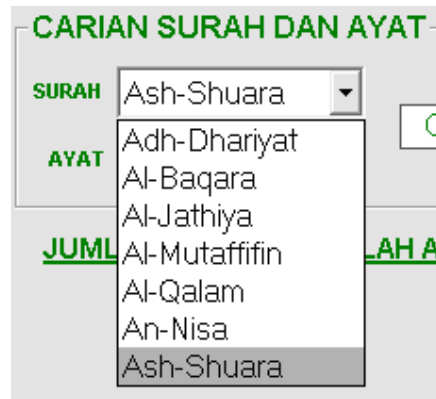 CARIAN SURAH DAN AYAT
SURAH Ash-Shuara
AYAT
Adh-Dhariyat
Al-Baqara
Al-Jathiya
Al-Mutaffifin
Al-Qalam
An-Nisa
Ash-Shuara